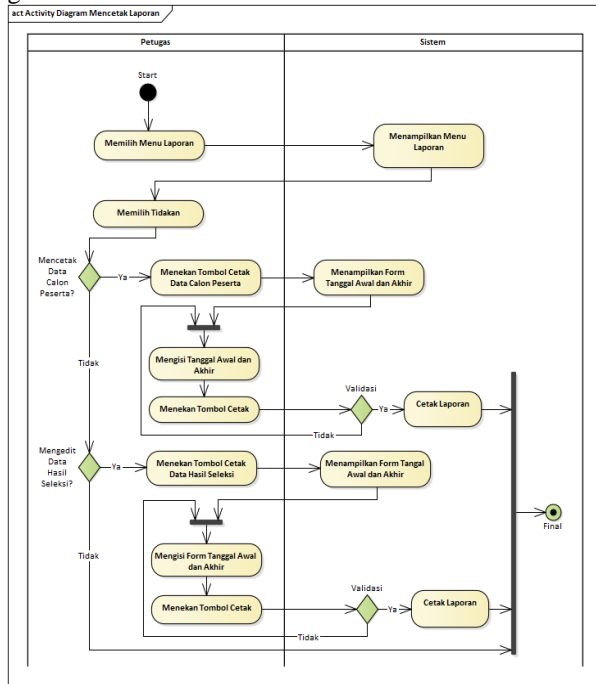 act Activity Diagram Mencetak Laporan
Petugas
Sistem
Start
Memilih Menu Laporan
Menampilkan Menu
Laporan
Memilih Tidakan
Mencetak
Data
Calon
Peserta?
Ya
Menekan Tombol Cetak
Data Calon Peserta
Menampilkan Form
Tanggal Awal dan Akhir
Tidak
Mengisi Tanggal Awal dan
Akhir
Menekan Tombol Cetak
Validasi
Ya
Cetak Laporan
Tidak
Mengedit
Data
Hasil
Seleksi?
Ya
Menekan Tombol Cetak
Data Hasil Seleksi
Menampilkan Form Tangal
Awal dan Akhir
Final
Tidak
Mengisi Form Tanggal Awal
dan Akhir
Menekan Tombol Cetak
Validasi
Ya
Cetak Laporan
Tidak